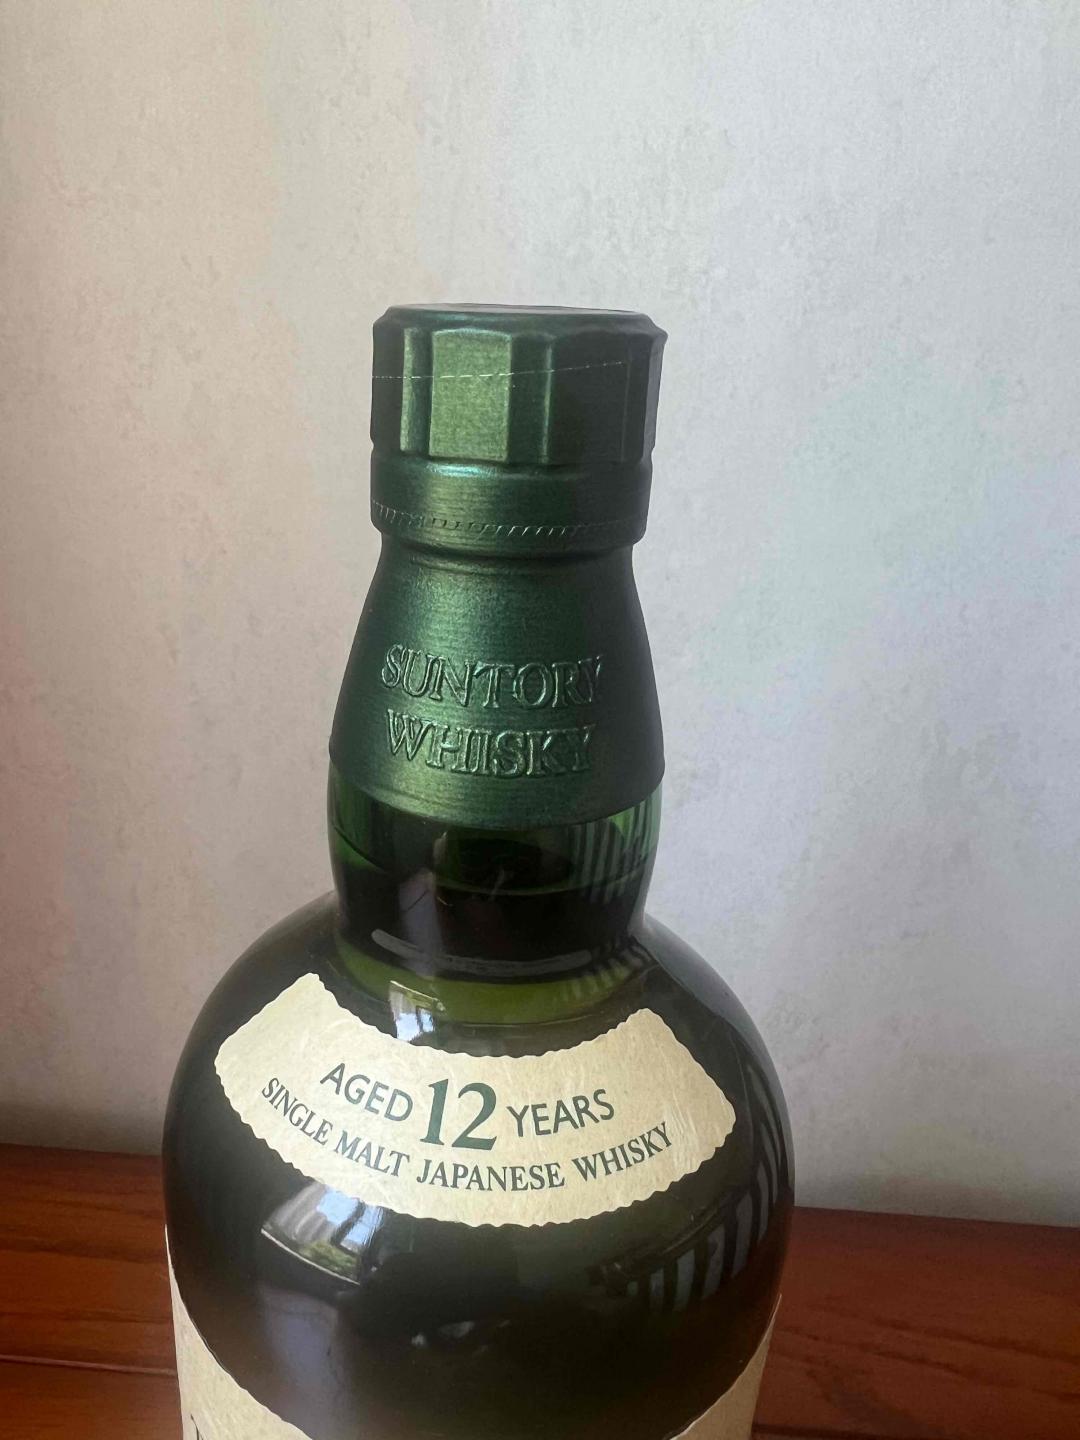 SUNTORY
WHISKY
AGED 12 YEARS
SINGLE MALT JAPANESE WHISKY